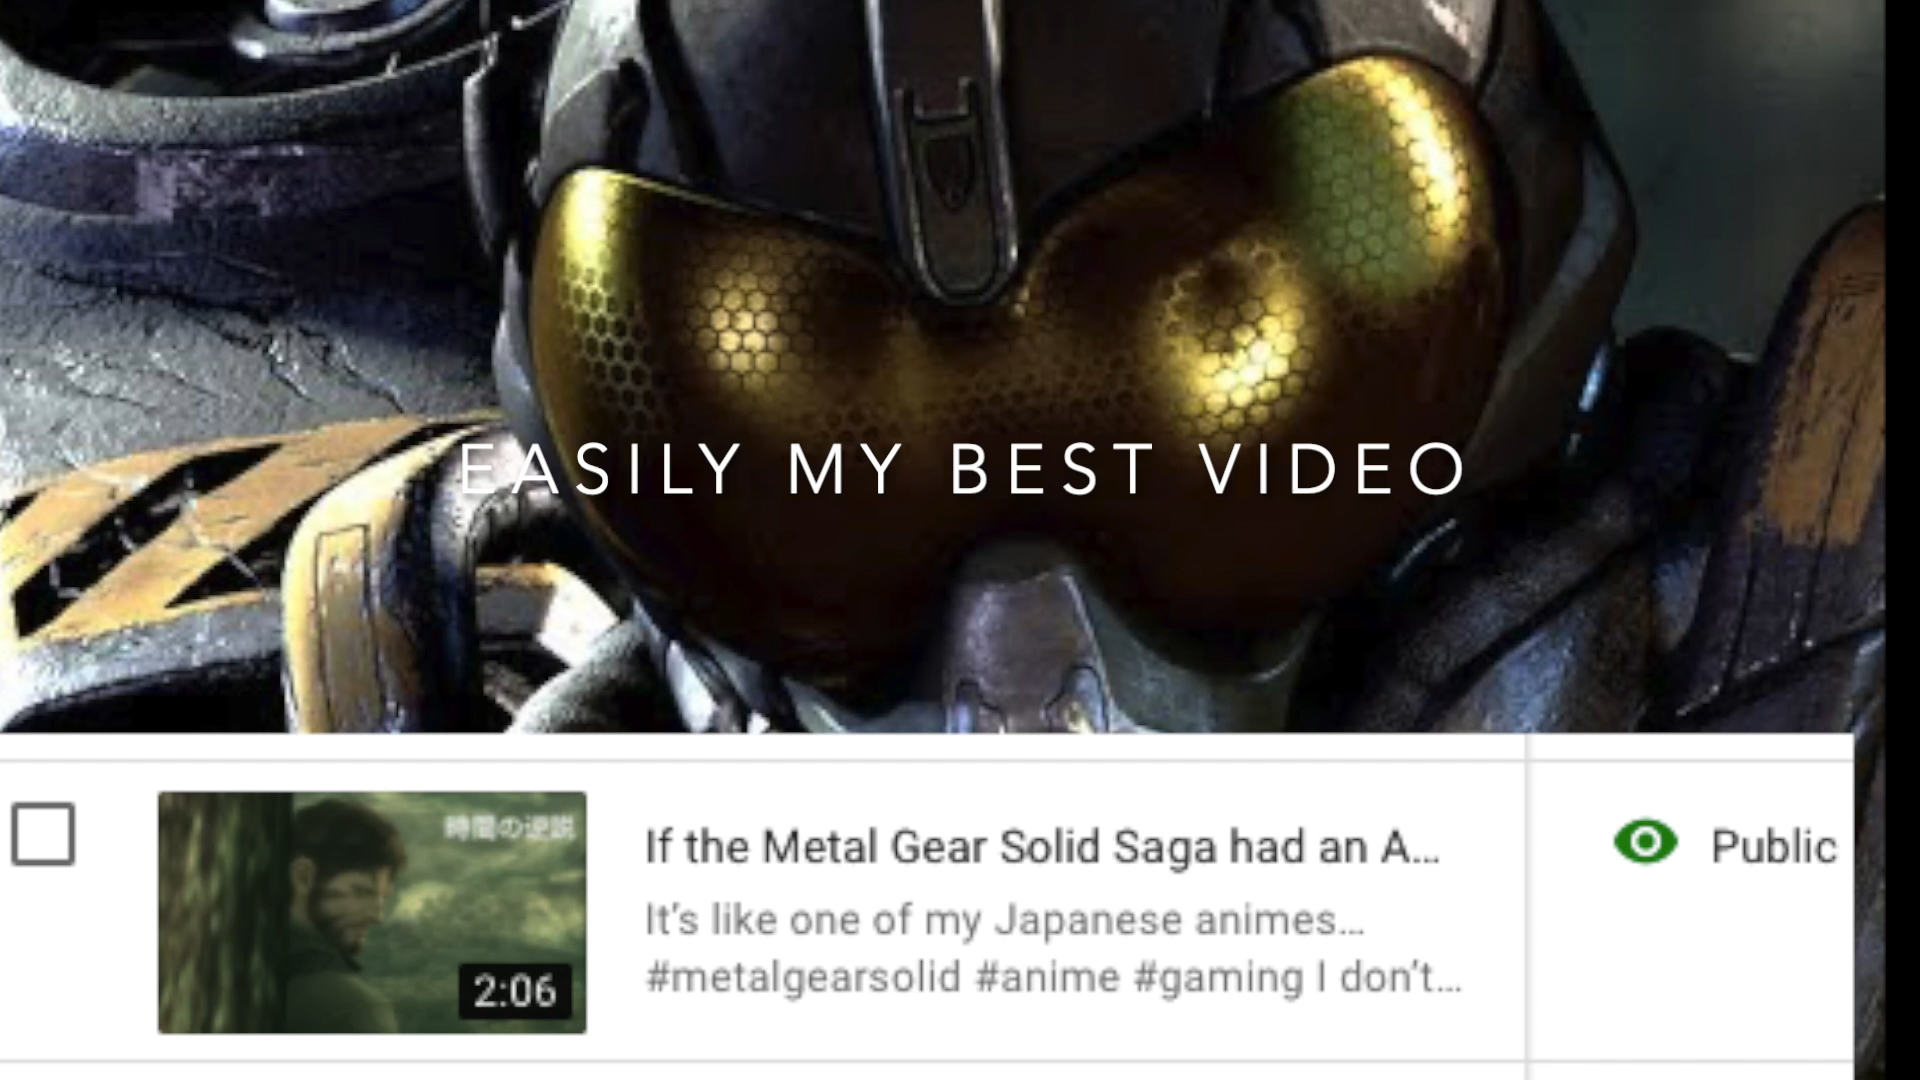 EASILY MY BEST VIDEO
時間の逆説
If the Metal Gear Solid Saga had an A...
Public
It's like one of my Japanese animes...
#metalgearsolid #anime #gaming I don't...
2:06